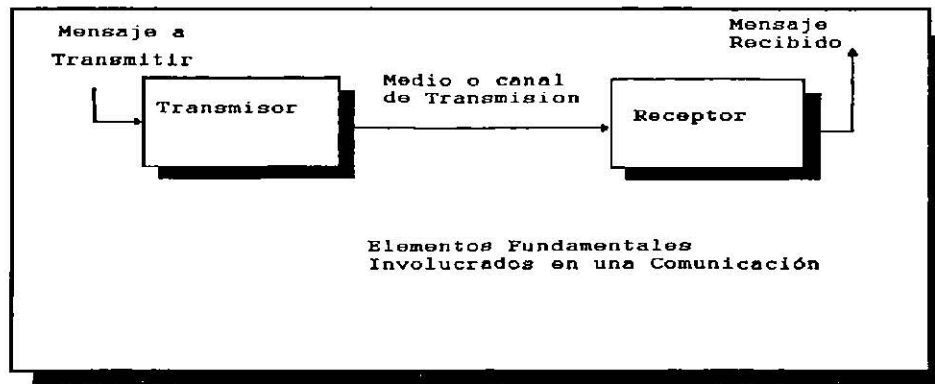 Mensaje a
Transmitir
Mensaje
Recibido
Medio o canal
de Transmision
Transmisor
Receptor
Elementos Fundamentales
Involucrados en una Comunicación